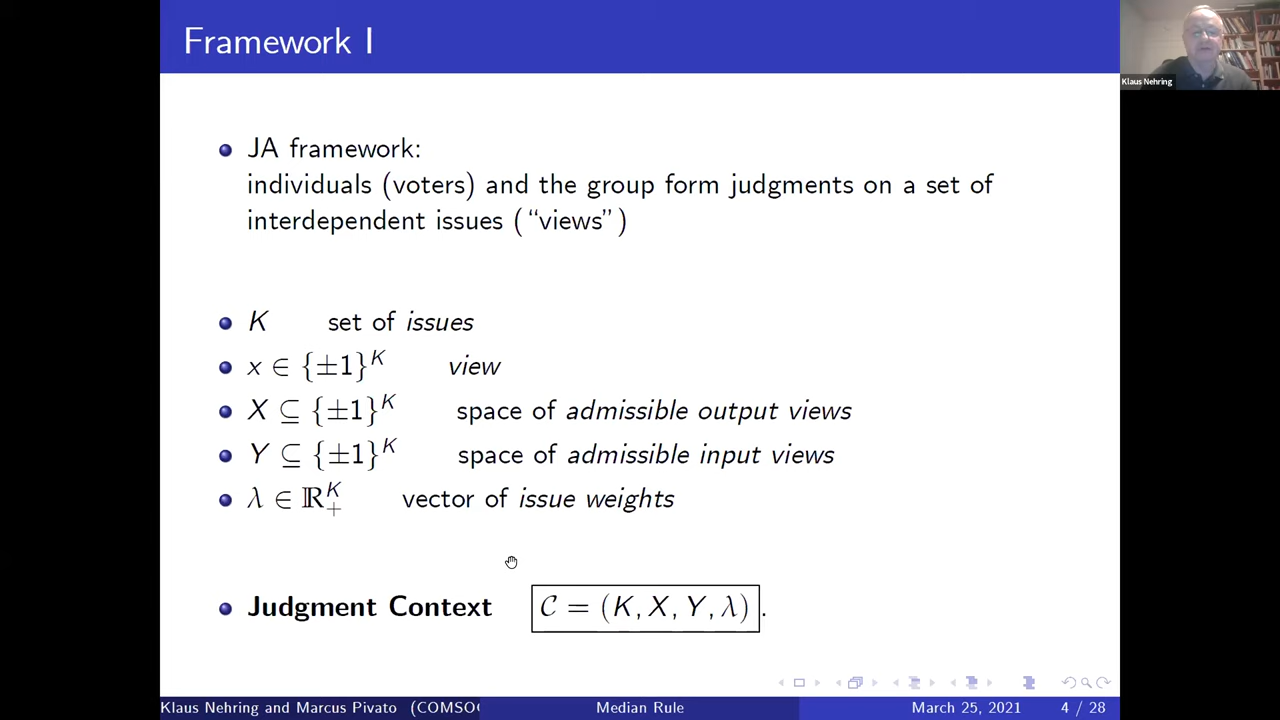 Framework I
Klaus Nehring
JA framework:
individuals (voters) and the group form judgments on a set of
interdependent issues (“views”)
K set of issues
x ∈ {±1}^K view
X ⊆ {±1}^K space of admissible output views
Y ⊆ {±1}^K space of admissible input views
λ ∈ ℝ₊^K vector of issue weights
Judgment Context 𝒞 = (K, X, Y, λ).
Klaus Nehring and Marcus Pivato (COMSOC Median Rule March 25, 2021 4 / 28